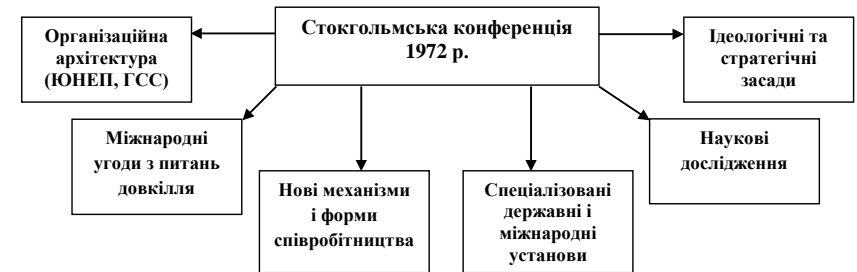 Стокгольмська конференція
1972 р.
Організаційна
архітектура
(ЮНЕП, ГСС)
Ідеологічні та
стратегічні
засади
Міжнародні
угоди з питань
довкілля
Наукові
дослідження
Нові механізми
і форми
співробітництва
Спеціалізовані
державні і
міжнародні
установи